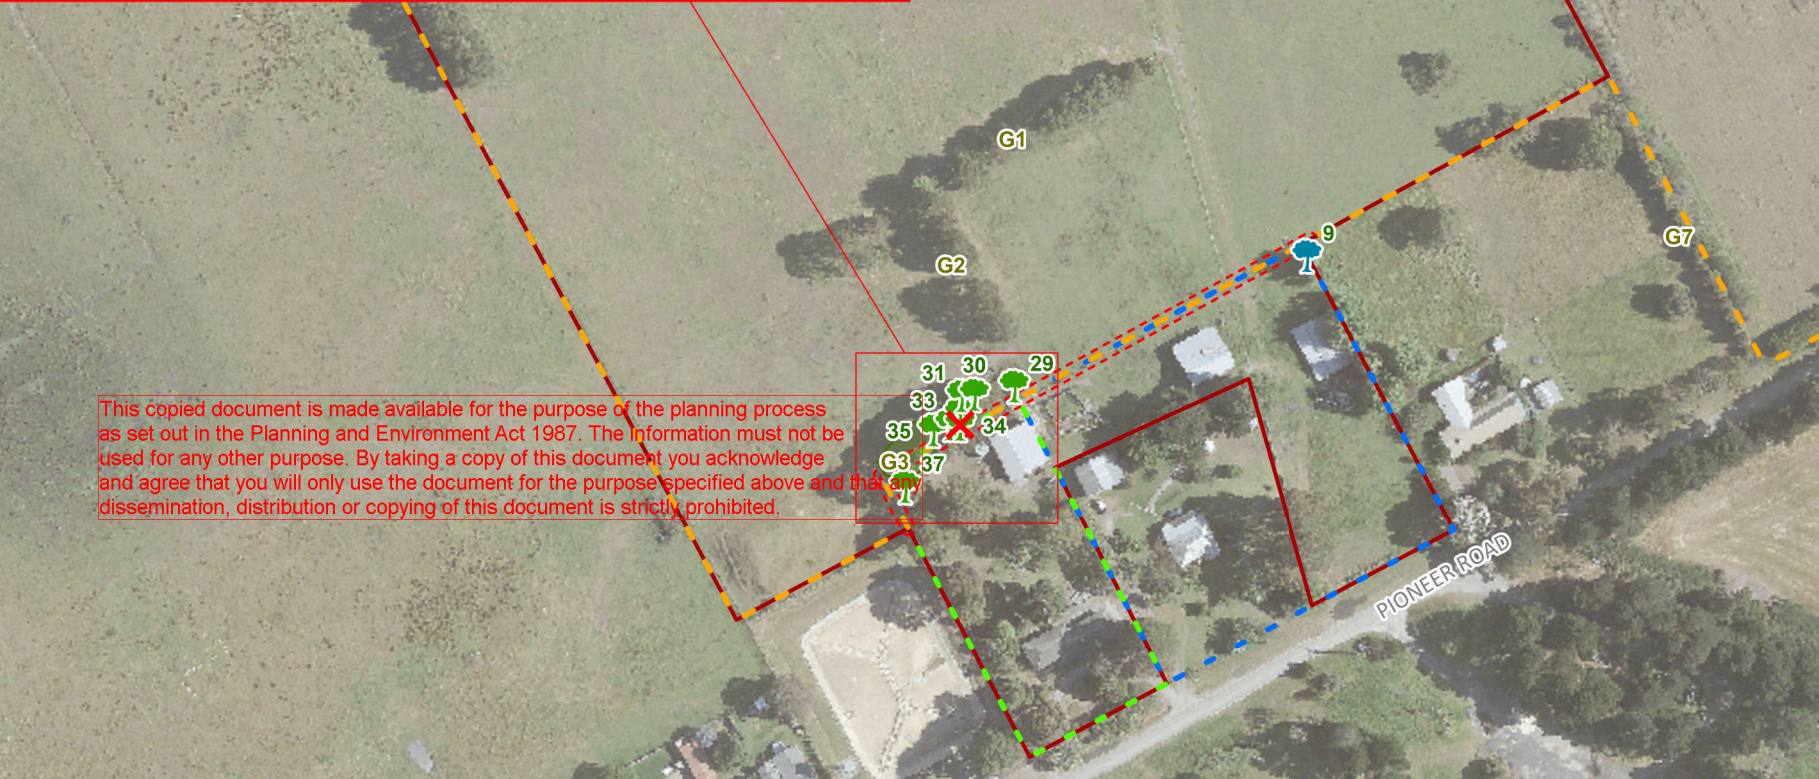 G1
9
G7
G2
29
30
31
33
34
35
G3
37
This copied document is made available for the purpose of the planning process
as set out in the Planning and Environment Act 1987. The information must not be
used for any other purpose. By taking a copy of this document you acknowledge
and agree that you will only use the document for the purpose specified above and that any
dissemination, distribution or copying of this document is strictly prohibited.
PIONEER ROAD